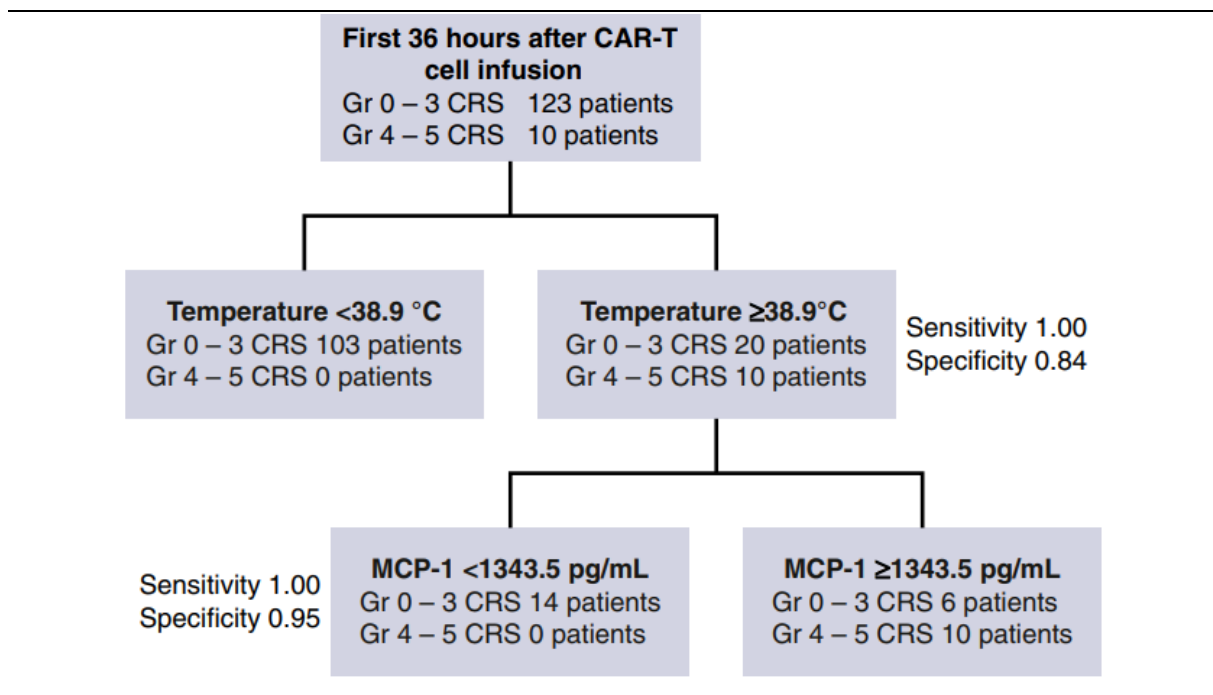 First 36 hours after CAR-T
cell infusion
Gr 0 – 3 CRS 123 patients
Gr 4 – 5 CRS 10 patients
Temperature <38.9 °C
Gr 0 – 3 CRS 103 patients
Gr 4 – 5 CRS 0 patients
Temperature ≥38.9°C
Gr 0 – 3 CRS 20 patients
Gr 4 – 5 CRS 10 patients
Sensitivity 1.00
Specificity 0.84
Sensitivity 1.00
Specificity 0.95
MCP-1 <1343.5 pg/mL
Gr 0 – 3 CRS 14 patients
Gr 4 – 5 CRS 0 patients
MCP-1 ≥1343.5 pg/mL
Gr 0 – 3 CRS 6 patients
Gr 4 – 5 CRS 10 patients